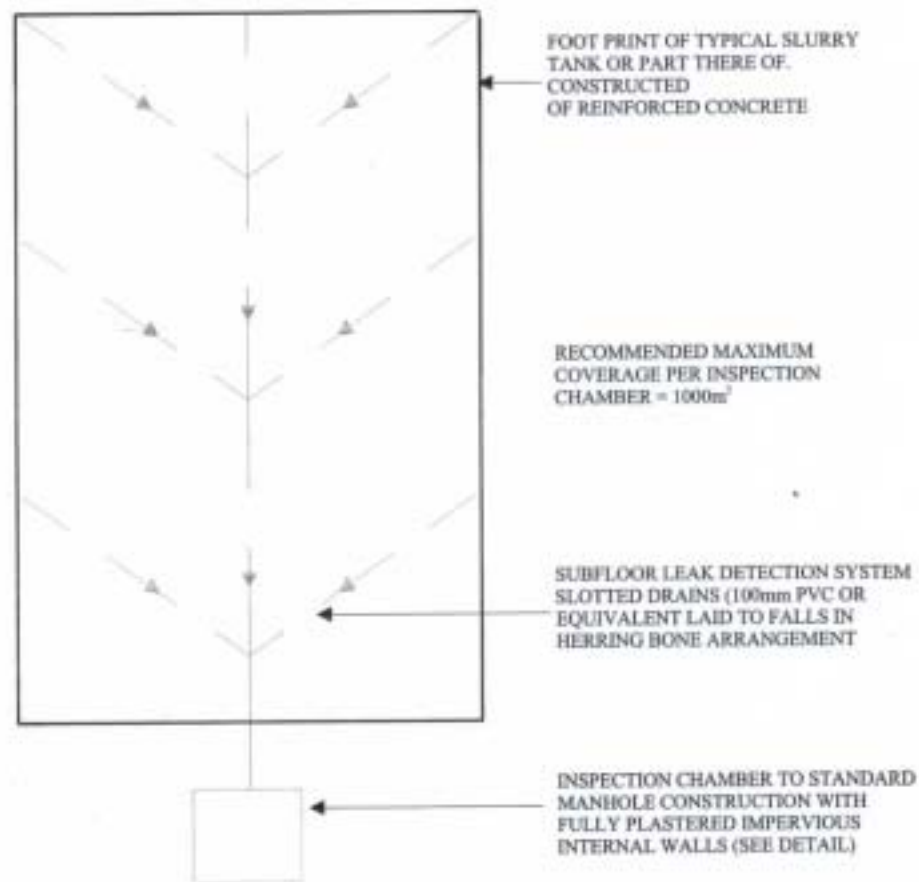 FOOT PRINT OF TYPICAL SLURRY
TANK OR PART THERE OF.
CONSTRUCTED
OF REINFORCED CONCRETE
RECOMMENDED MAXIMUM
COVERAGE PER INSPECTION
CHAMBER = 1000m²
SUBFLOOR LEAK DETECTION SYSTEM
SLOTTED DRAINS (100mm PVC OR
EQUIVALENT LAID TO FALLS IN
HERRING BONE ARRANGEMENT
INSPECTION CHAMBER TO STANDARD
MANHOLE CONSTRUCTION WITH
FULLY PLASTERED IMPERVIOUS
INTERNAL WALLS (SEE DETAIL)